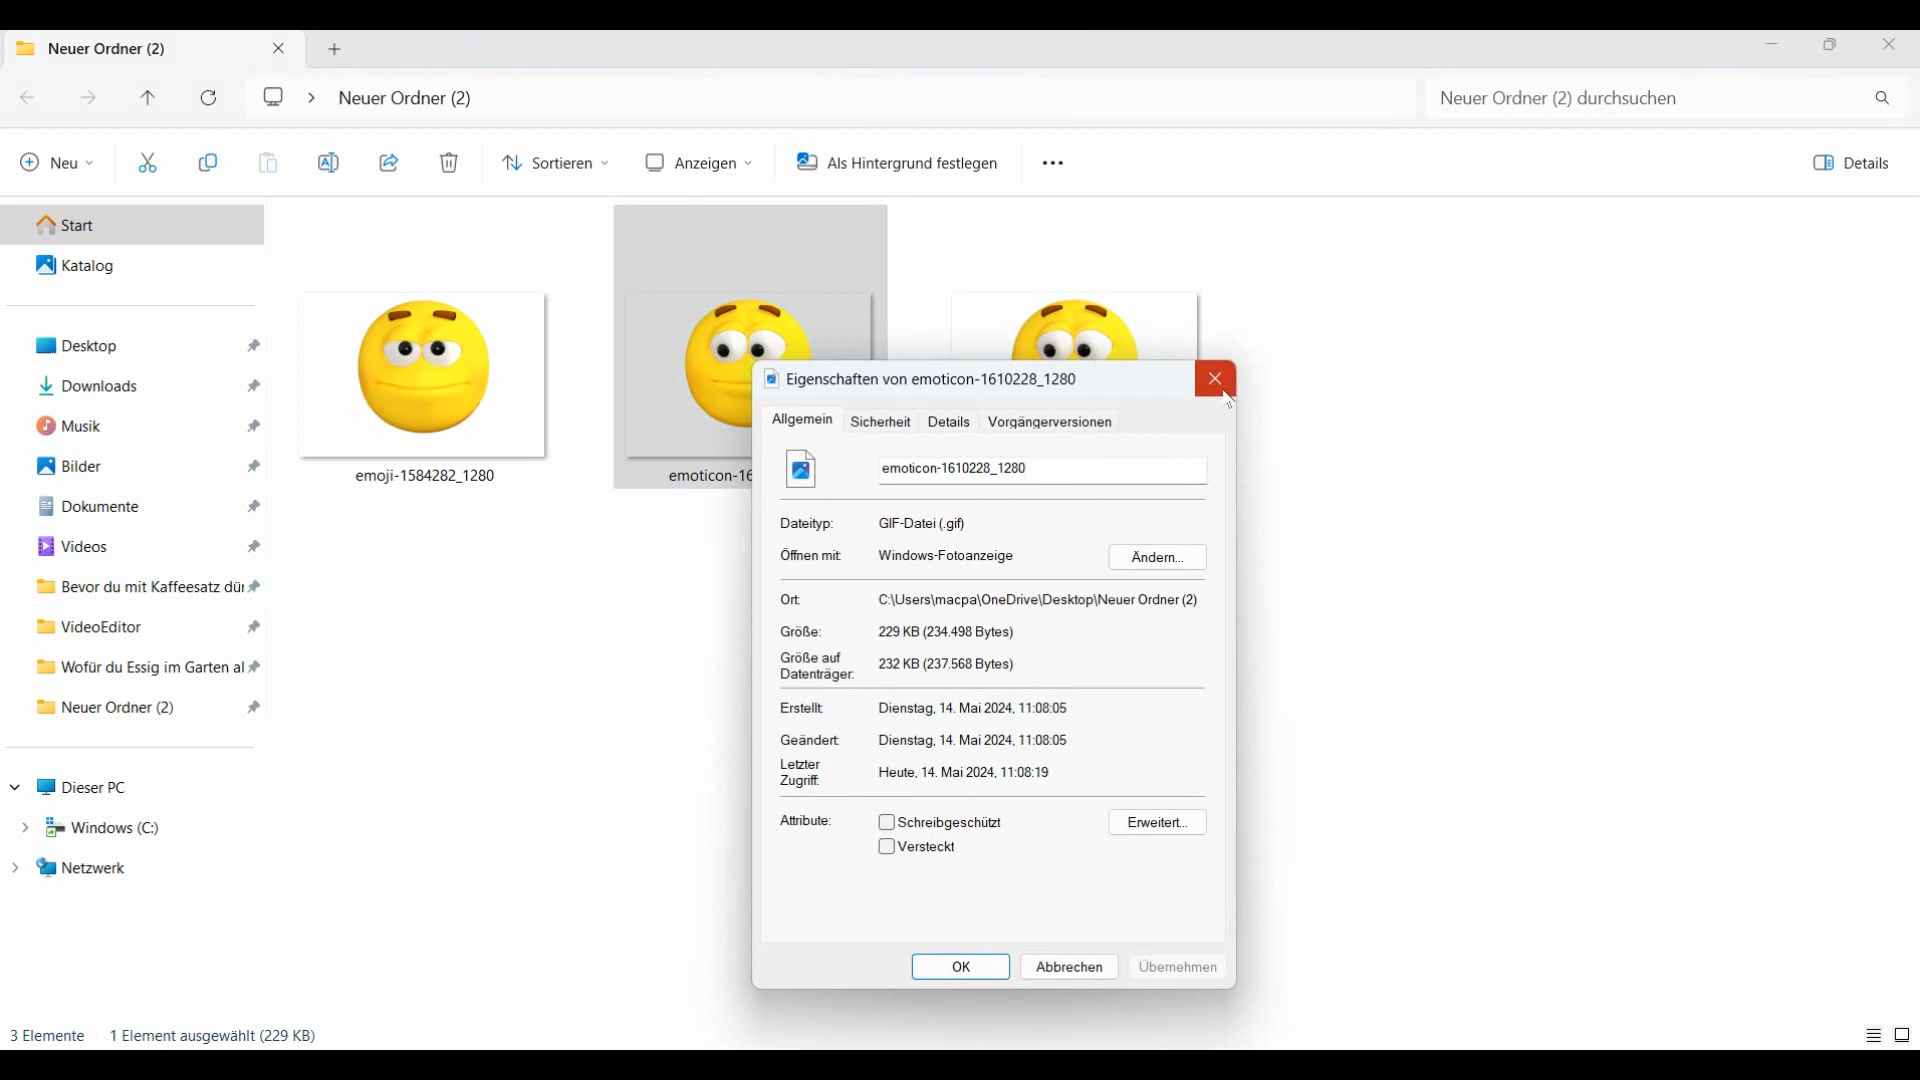 Neuer Ordner (2)
Neuer Ordner (2)
Neuer Ordner (2) durchsuchen
Neu
Sortieren
Anzeigen
Als Hintergrund festlegen
Details
Start
Katalog
Desktop
Downloads
Musik
Bilder
Dokumente
Videos
Bevor du mit Kaffeesatz dür
VideoEditor
Wofür du Essig im Garten al
Neuer Ordner (2)
Dieser PC
Windows (C:)
Netzwerk
emoji-1584282_1280
emoticon-16
Eigenschaften von emoticon-1610228_1280
Allgemein Sicherheit Details Vorgängerversionen
emoticon-1610228_1280
Dateityp: GIF-Datei (.gif)
Öffnen mit: Windows-Fotoanzeige Ändern...
Ort: C:\Users\macpa\OneDrive\Desktop\Neuer Ordner (2)
Größe: 229 KB (234.498 Bytes)
Größe auf
Datenträger: 232 KB (237.568 Bytes)
Erstellt: Dienstag, 14. Mai 2024, 11:08:05
Geändert: Dienstag, 14. Mai 2024, 11:08:05
Letzter
Zugriff: Heute, 14. Mai 2024, 11:08:19
Attribute: Schreibgeschützt Erweitert...
Versteckt
OK Abbrechen Übernehmen
3 Elemente 1 Element ausgewählt (229 KB)